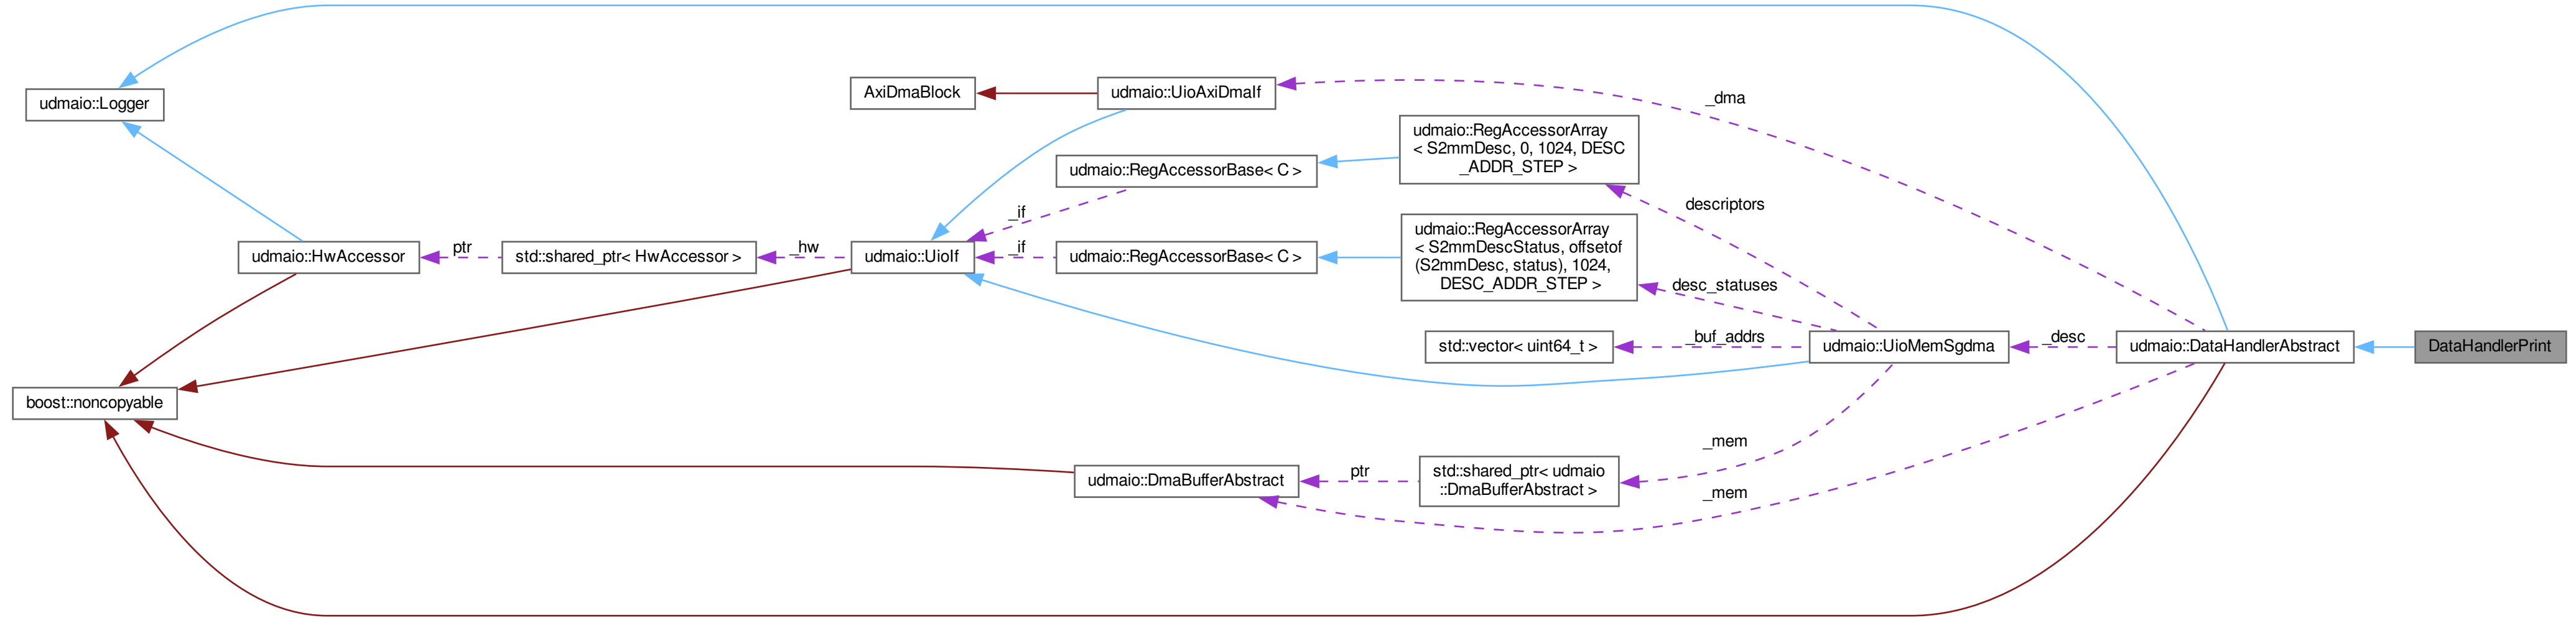 udmaio::Logger
AxiDmaBlock
udmaio::UioAxiDmaIf
_dma
udmaio::RegAccessorArray
< S2mmDesc, 0, 1024, DESC
_ADDR_STEP >
udmaio::RegAccessorBase< C >
descriptors
_if
udmaio::HwAccessor
ptr
std::shared_ptr< HwAccessor >
_hw
udmaio::UioIf
_if
udmaio::RegAccessorBase< C >
udmaio::RegAccessorArray
< S2mmDescStatus, offsetof
(S2mmDesc, status), 1024,
DESC_ADDR_STEP >
desc_statuses
std::vector< uint64_t >
_buf_addrs
udmaio::UioMemSgdma
_desc
udmaio::DataHandlerAbstract
DataHandlerPrint
boost::noncopyable
_mem
udmaio::DmaBufferAbstract
ptr
std::shared_ptr< udmaio
::DmaBufferAbstract >
_mem